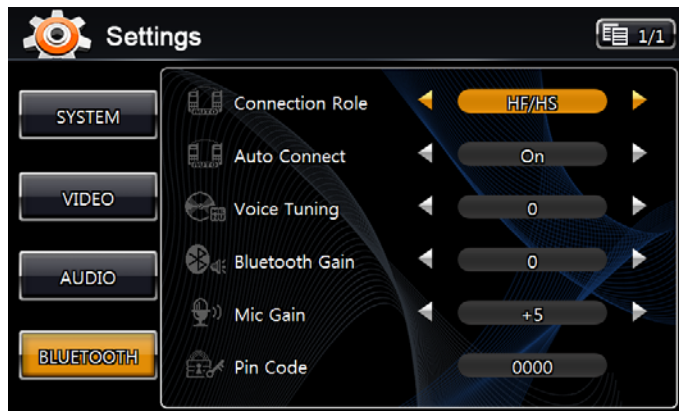 Settings
1/1
SYSTEM
VIDEO
AUDIO
BLUETOOTH
Connection Role HF/HS
Auto Connect On
Voice Tuning 0
Bluetooth Gain 0
Mic Gain +5
Pin Code 0000